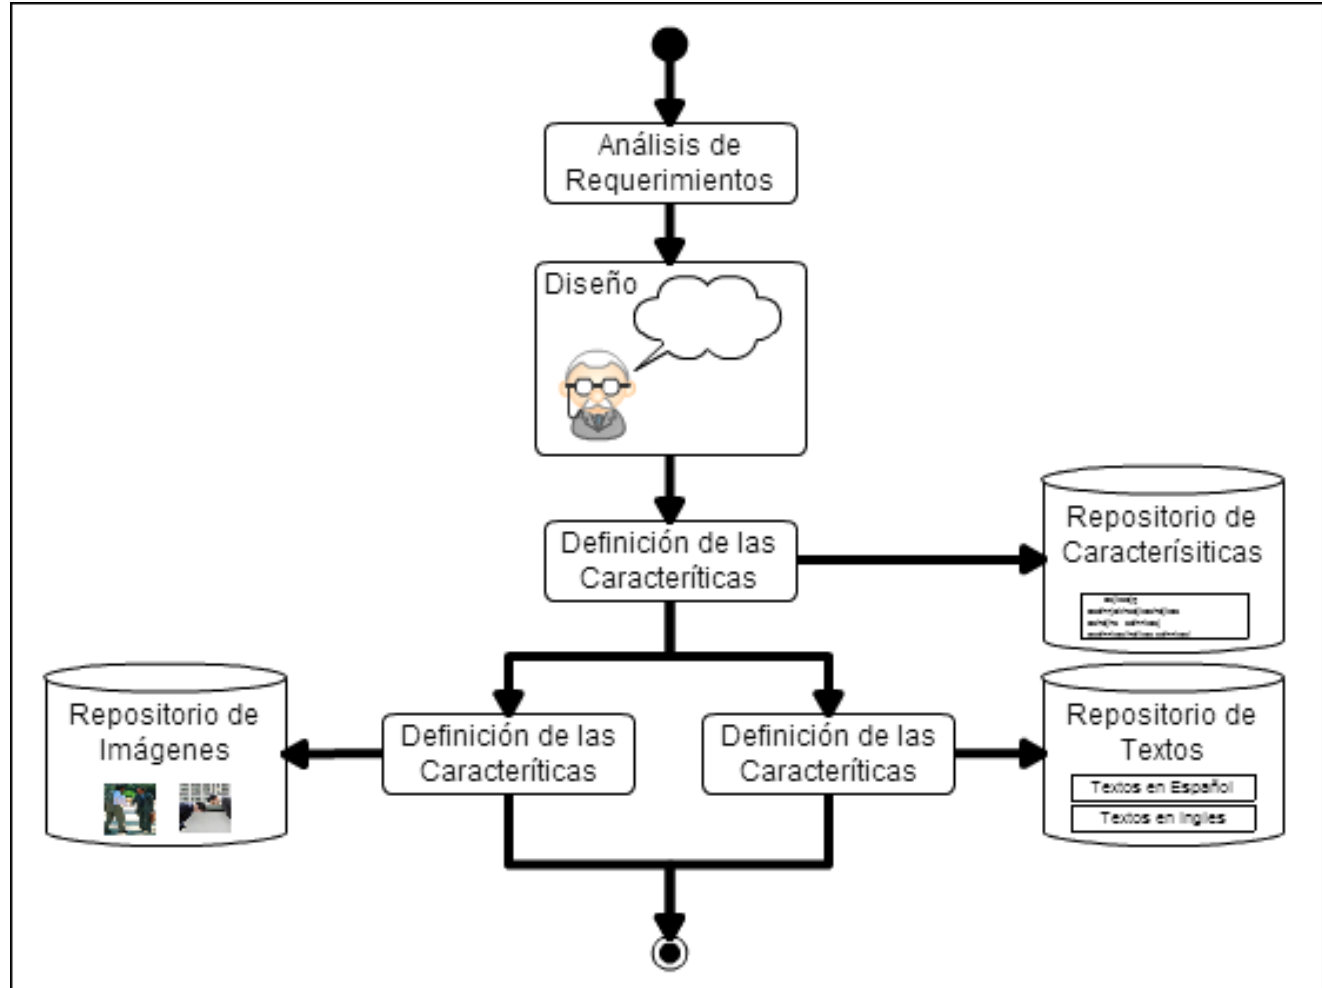 Análisis de
Requerimientos
Diseño
Definición de las
Caracteríticas
Repositorio de
Caracterísiticas
Repositorio de
Imágenes
Definición de las
Caracteríticas
Definición de las
Caracteríticas
Repositorio de
Textos
Textos en Español
Textos en Ingles